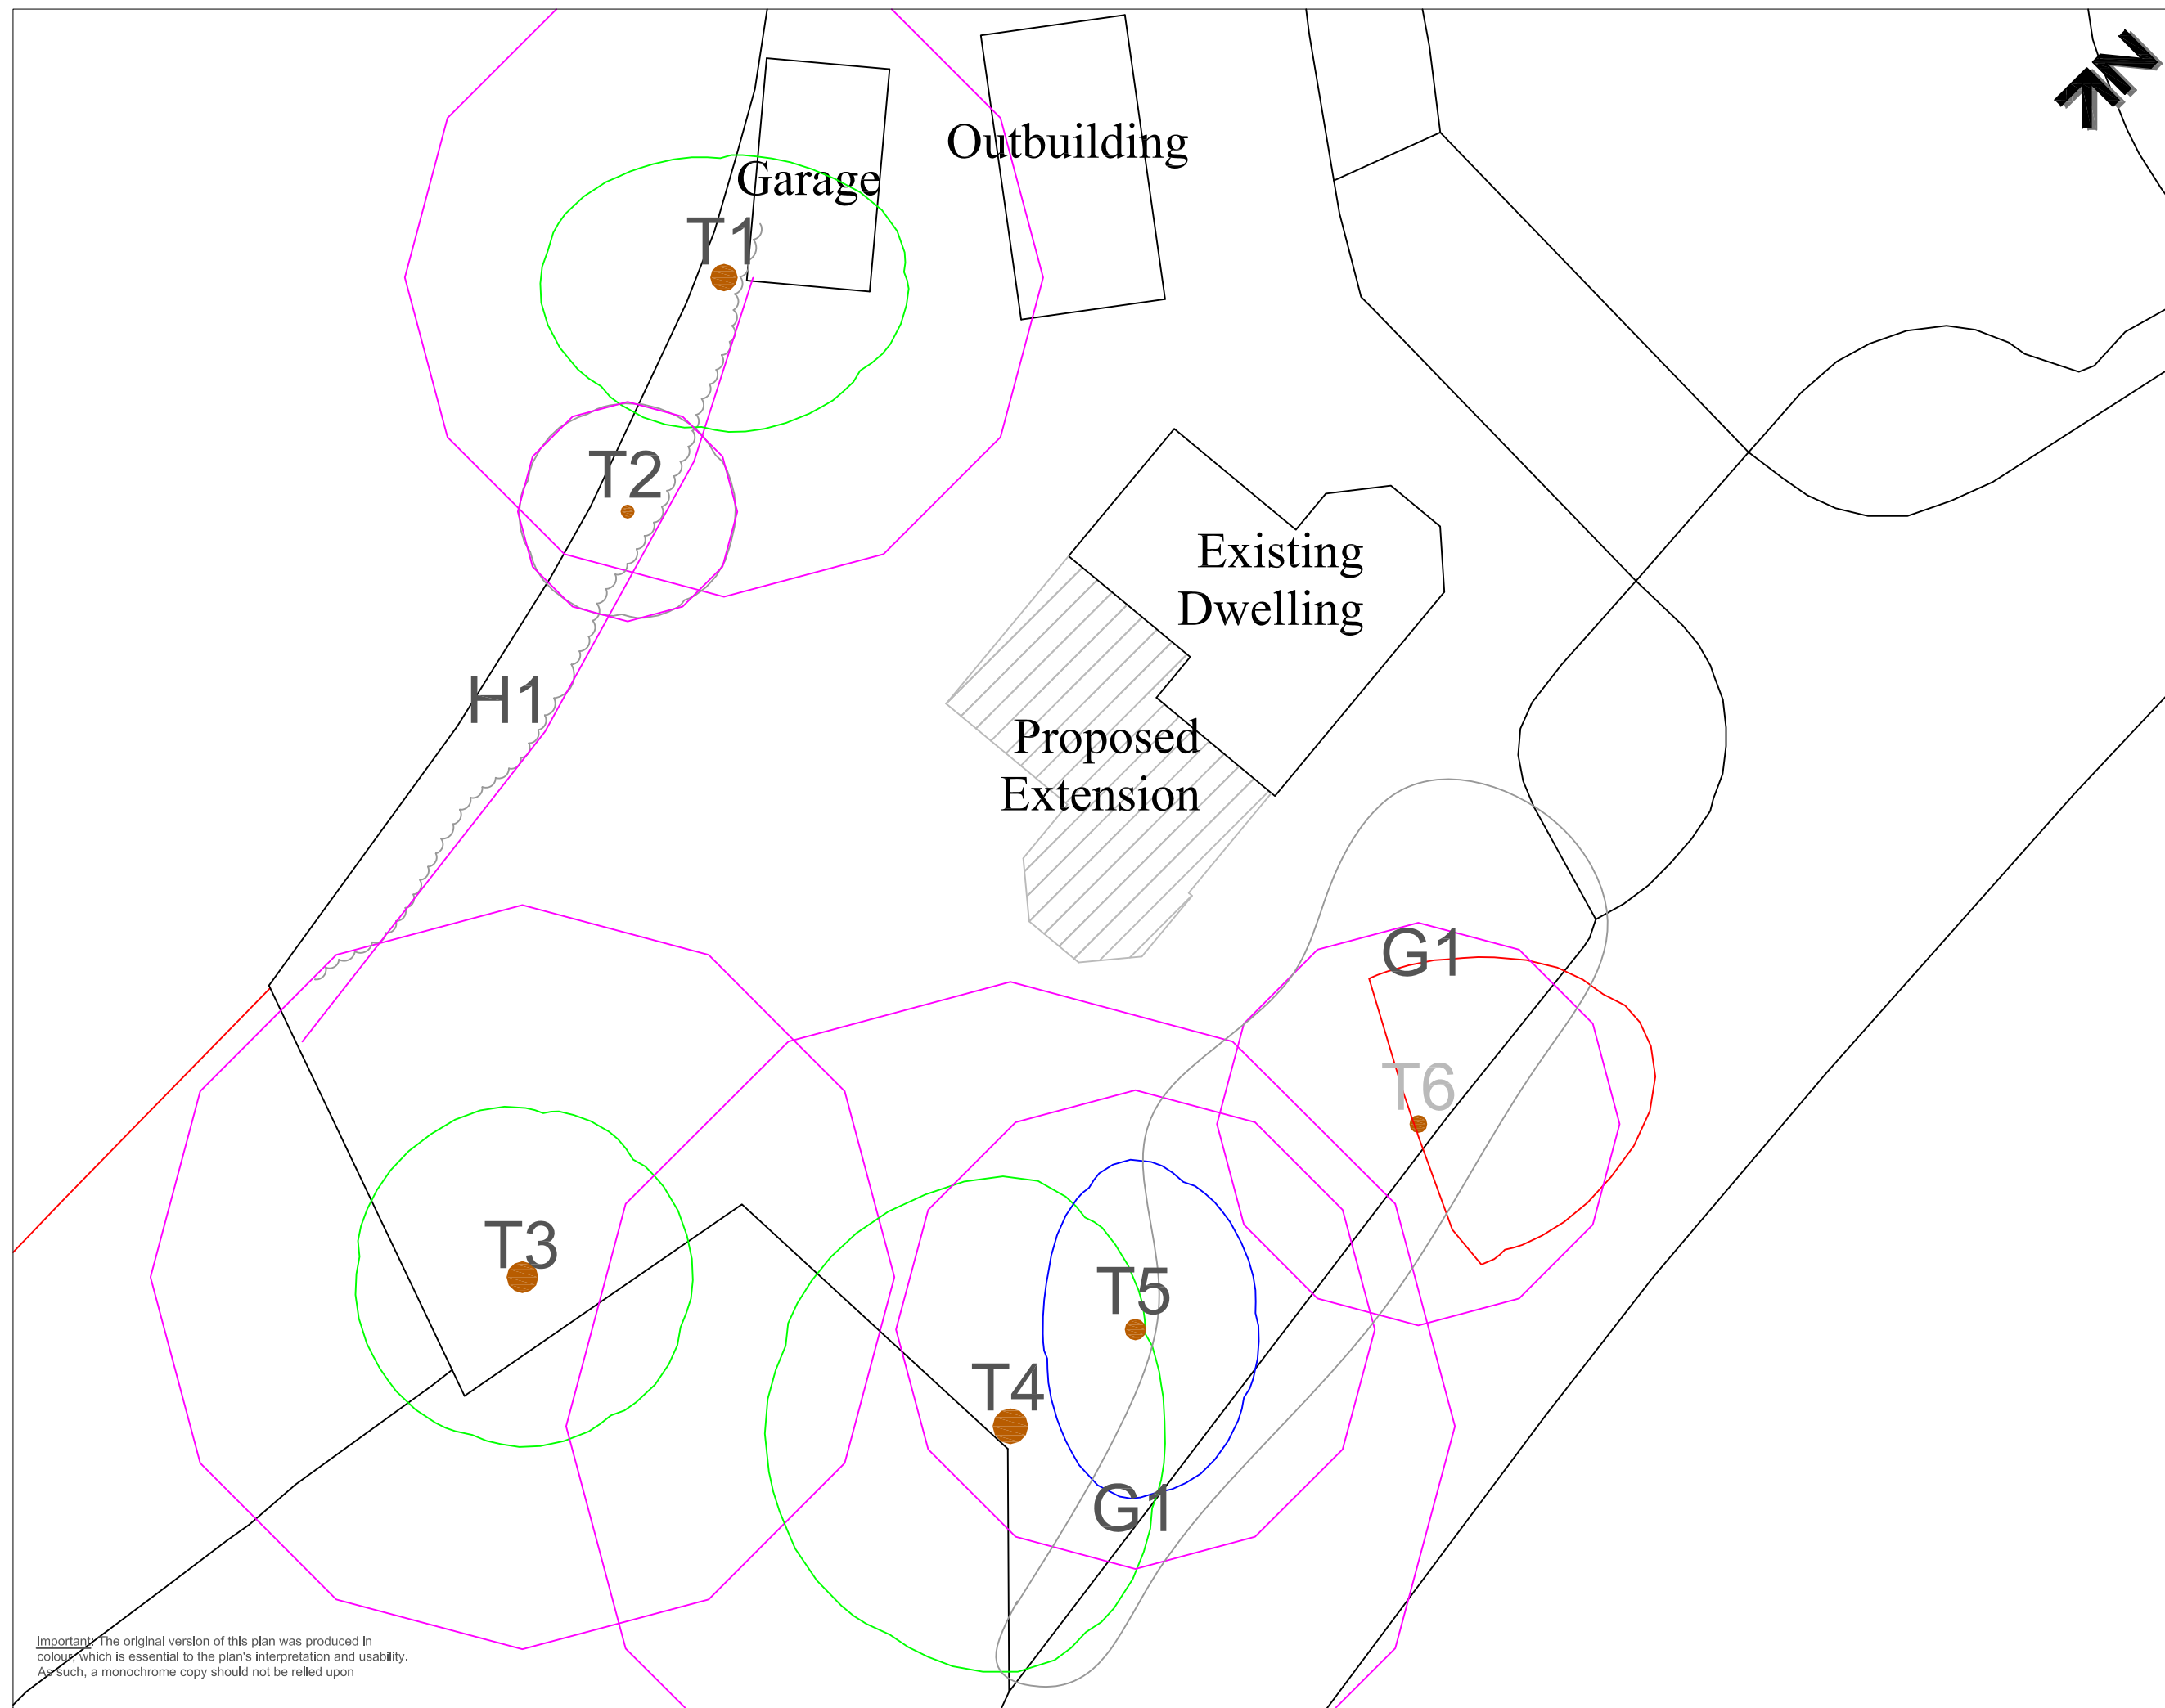 N
Outbuilding
Garage
T1
T2
Existing
Dwelling
H1
Proposed
Extension
G1
T6
T3
T5
T4
G1
Important: The original version of this plan was produced in
colour, which is essential to the plan's interpretation and usability.
As such, a monochrome copy should not be relled upon